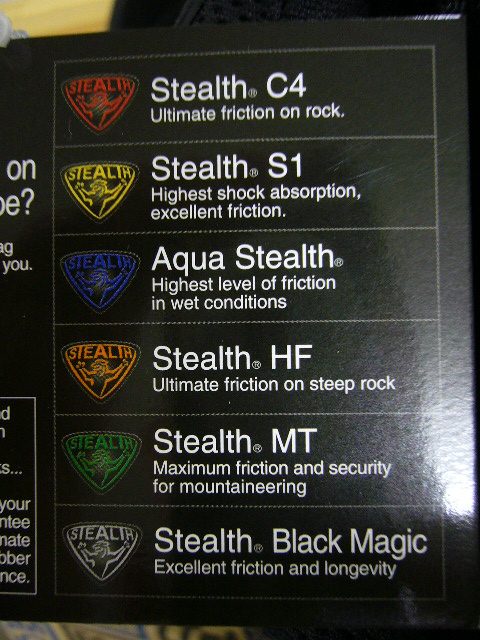 on
pe?
ag
you.
d
n
s...
your
ntee
mate
bber
nce.
STEALTH
Stealth® C4
Ultimate friction on rock.
STEALTH
Stealth® S1
Highest shock absorption,
excellent friction.
STEALTH
Aqua Stealth®
Highest level of friction
in wet conditions
STEALTH
Stealth® HF
Ultimate friction on steep rock
STEALTH
Stealth® MT
Maximum friction and security
for mountaineering
STEALTH
Stealth® Black Magic
Excellent friction and longevity